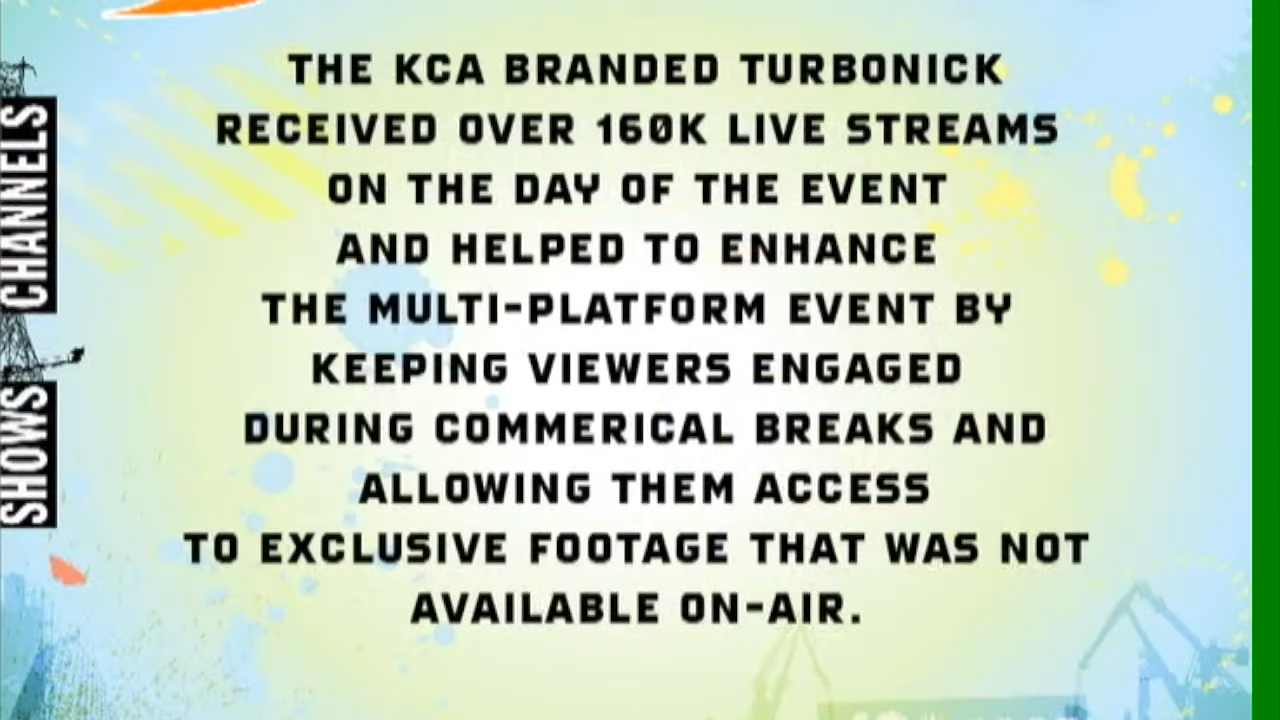 THE KCA BRANDED TURBONICK
RECEIVED OVER 160K LIVE STREAMS
ON THE DAY OF THE EVENT
AND HELPED TO ENHANCE
THE MULTI-PLATFORM EVENT BY
KEEPING VIEWERS ENGAGED
DURING COMMERICAL BREAKS AND
ALLOWING THEM ACCESS
TO EXCLUSIVE FOOTAGE THAT WAS NOT
AVAILABLE ON-AIR.
CHANNELS
SHOWS